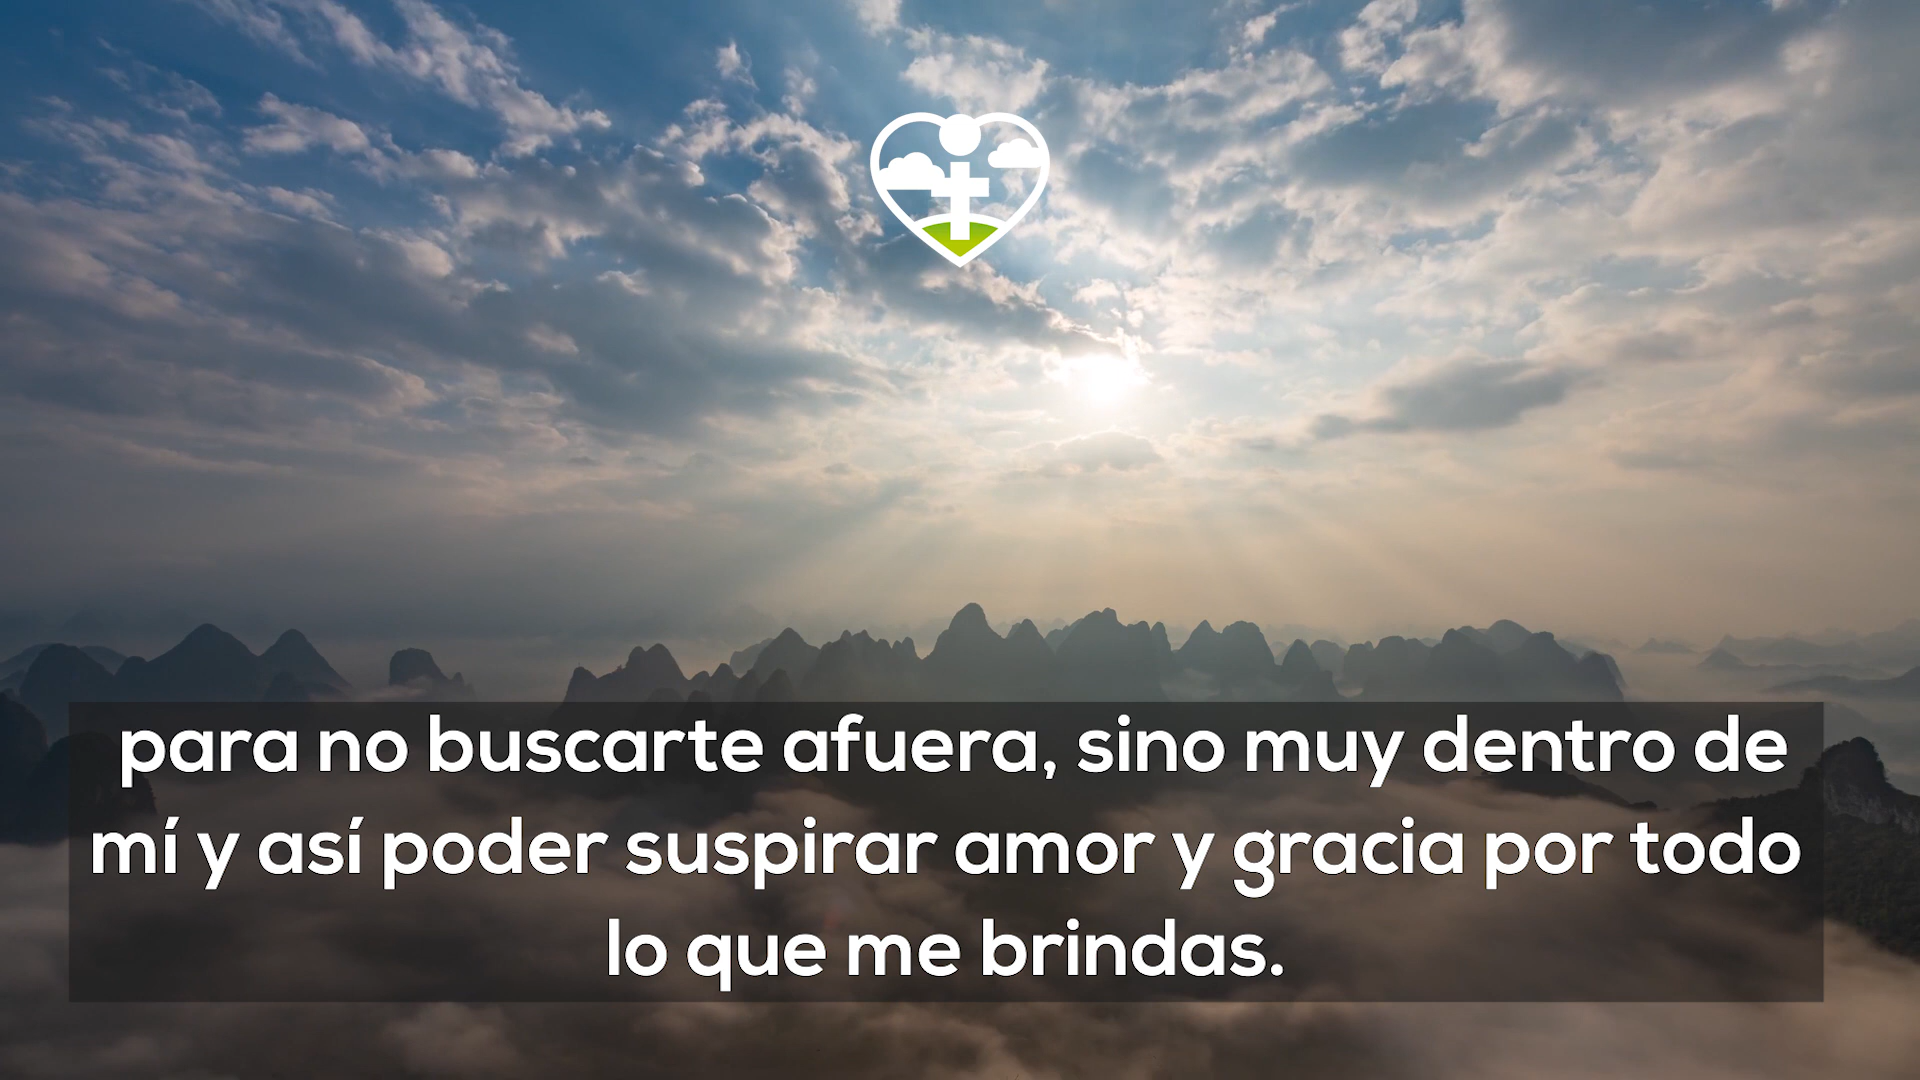 para no buscarte afuera, sino muy dentro de
mí y así poder suspirar amor y gracia por todo
lo que me brindas.